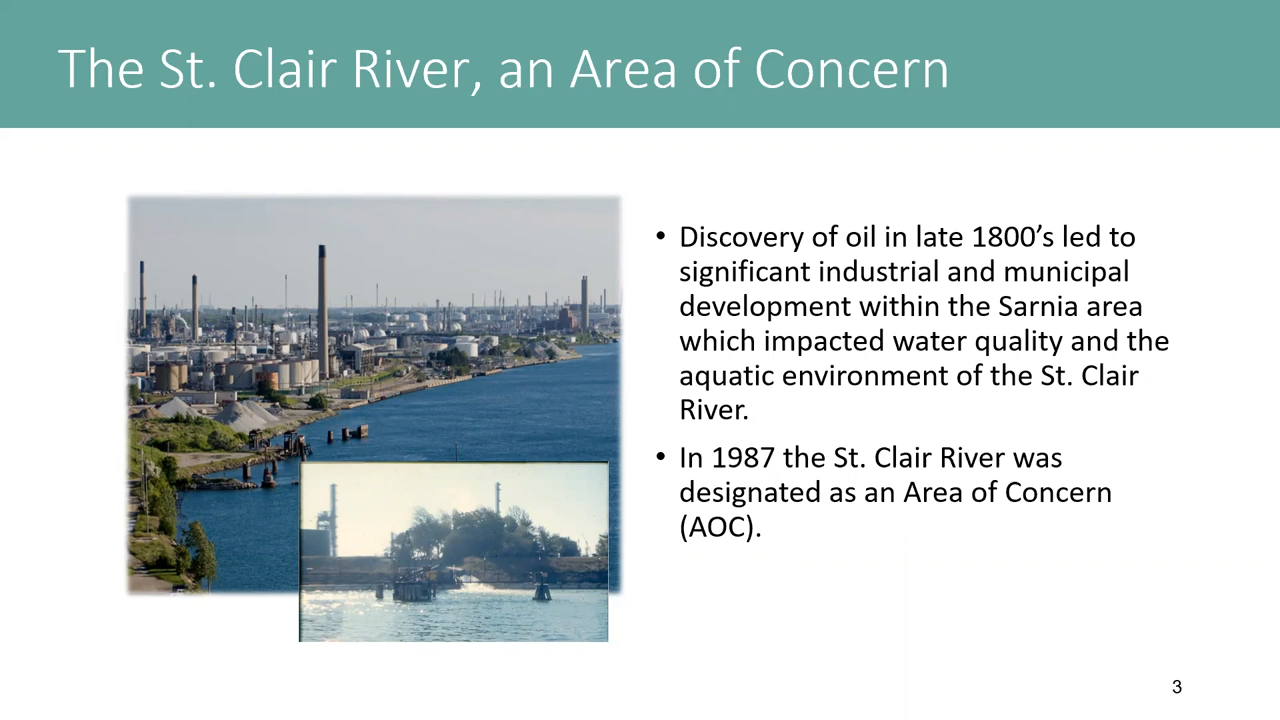 The St. Clair River, an Area of Concern
• Discovery of oil in late 1800’s led to
significant industrial and municipal
development within the Sarnia area
which impacted water quality and the
aquatic environment of the St. Clair
River.
• In 1987 the St. Clair River was
designated as an Area of Concern
(AOC).
3